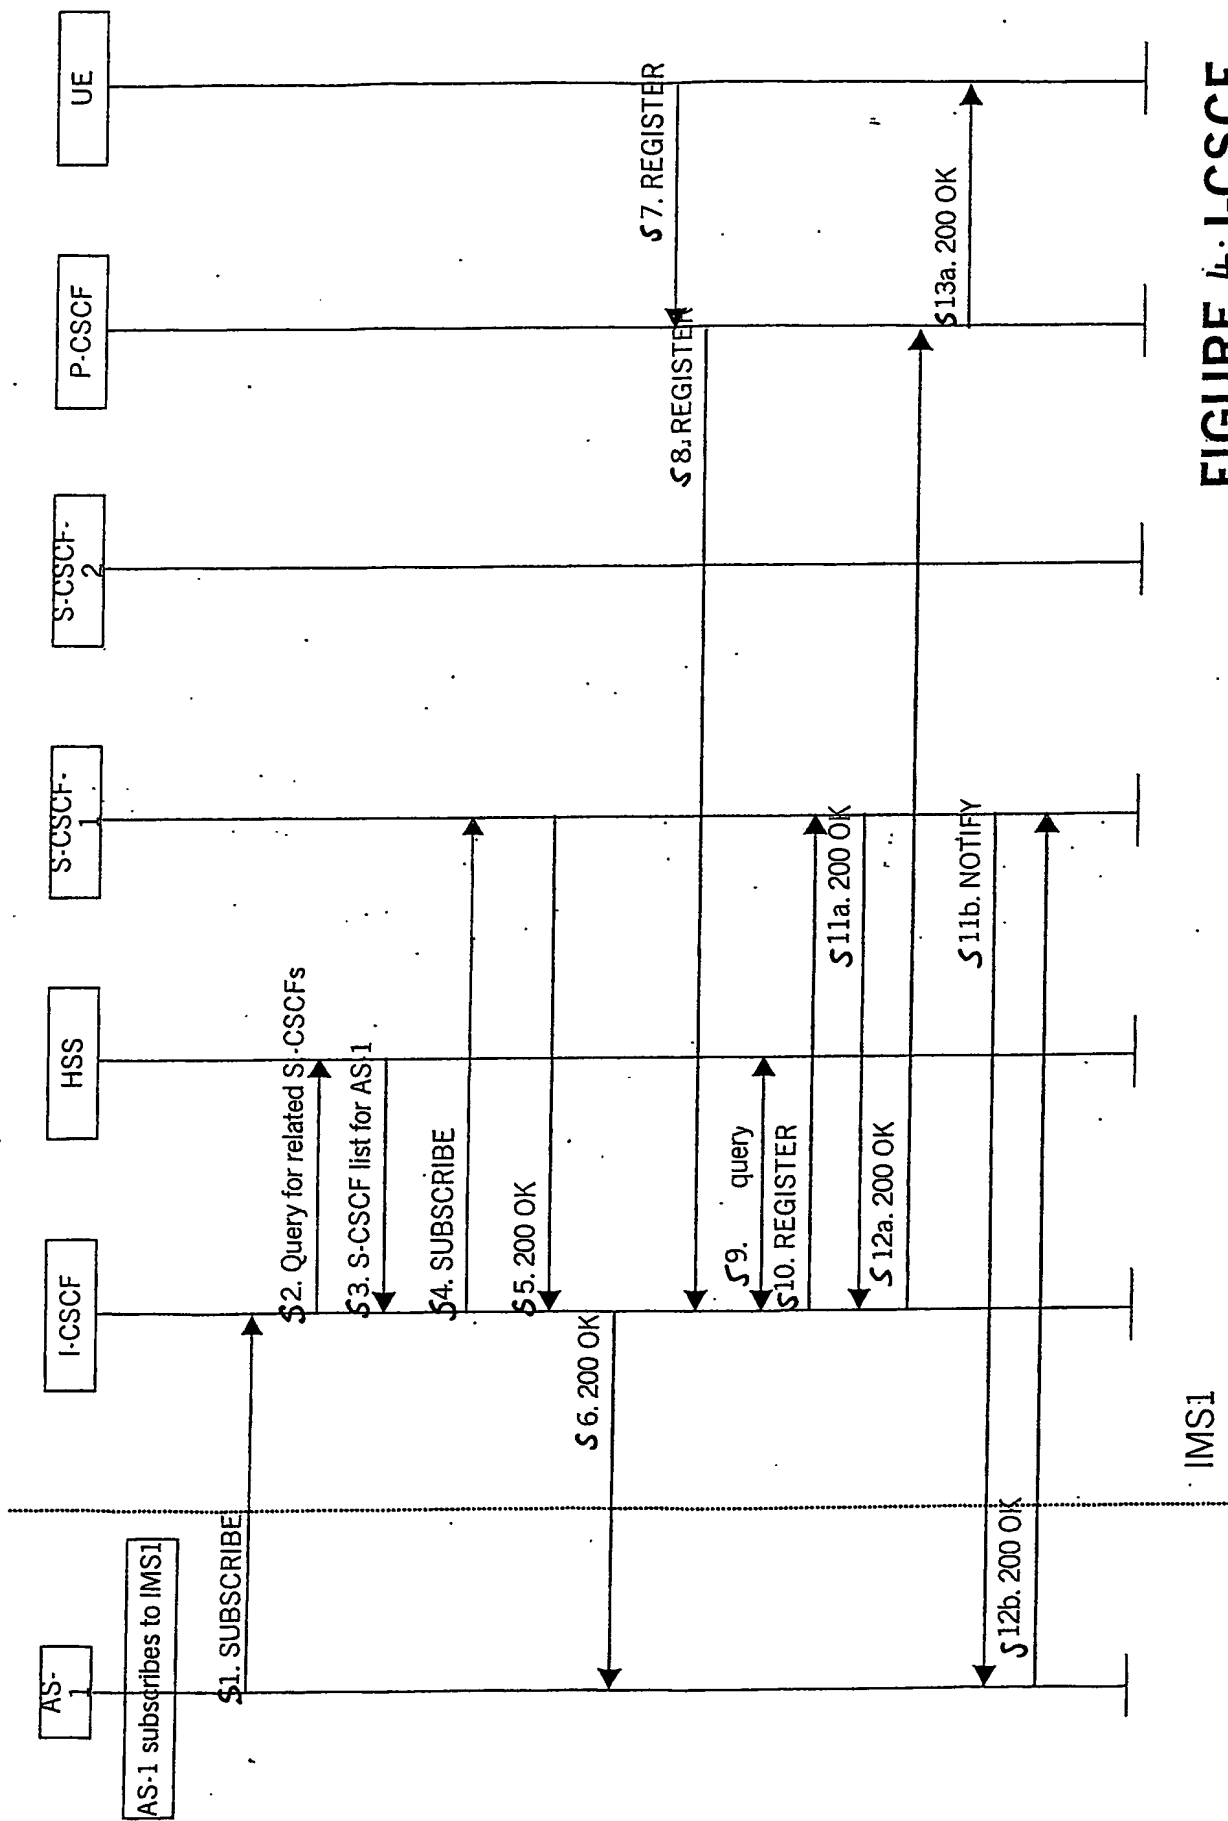 AS-
1
I-CSCF
HSS
S-CSCF-
1
S-CSCF-
2
P-CSCF
UE
AS-1 subscribes to IMS1
S1. SUBSCRIBE
S2. Query for related S-CSCFs
S3. S-CSCF list for AS-1
S4. SUBSCRIBE
S5. 200 OK
S6. 200 OK
S7. REGISTER
S8. REGISTER
S9. query
S10. REGISTER
S11a. 200 OK
S12a. 200 OK
S13a. 200 OK
S11b. NOTIFY
S12b. 200 OK
IMS1
FIGURE 4: I-CSCF